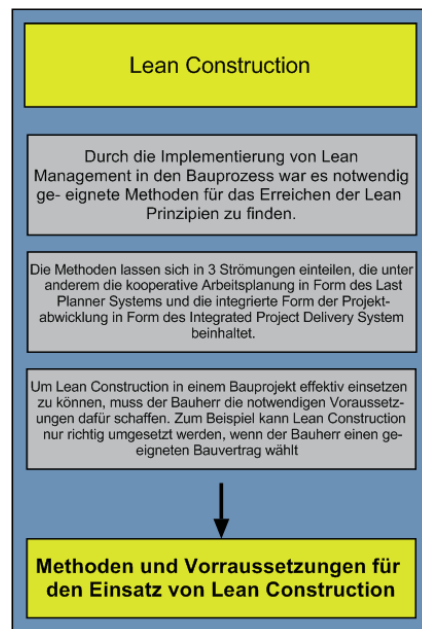 Lean Construction
Durch die Implementierung von Lean
Management in den Bauprozess war es notwendig
ge- eignete Methoden für das Erreichen der Lean
Prinzipien zu finden.
Die Methoden lassen sich in 3 Strömungen einteilen, die unter
anderem die kooperative Arbeitsplanung in Form des Last
Planner Systems und die integrierte Form der Projekt-
abwicklung in Form des Integrated Project Delivery System
beinhaltet.
Um Lean Construction in einem Bauprojekt effektiv einsetzen
zu können, muss der Bauherr die notwendigen Voraussetz-
ungen dafür schaffen. Zum Beispiel kann Lean Construction
nur richtig umgesetzt werden, wenn der Bauherr einen ge-
eigneten Bauvertrag wählt
Methoden und Vorraussetzungen für
den Einsatz von Lean Construction